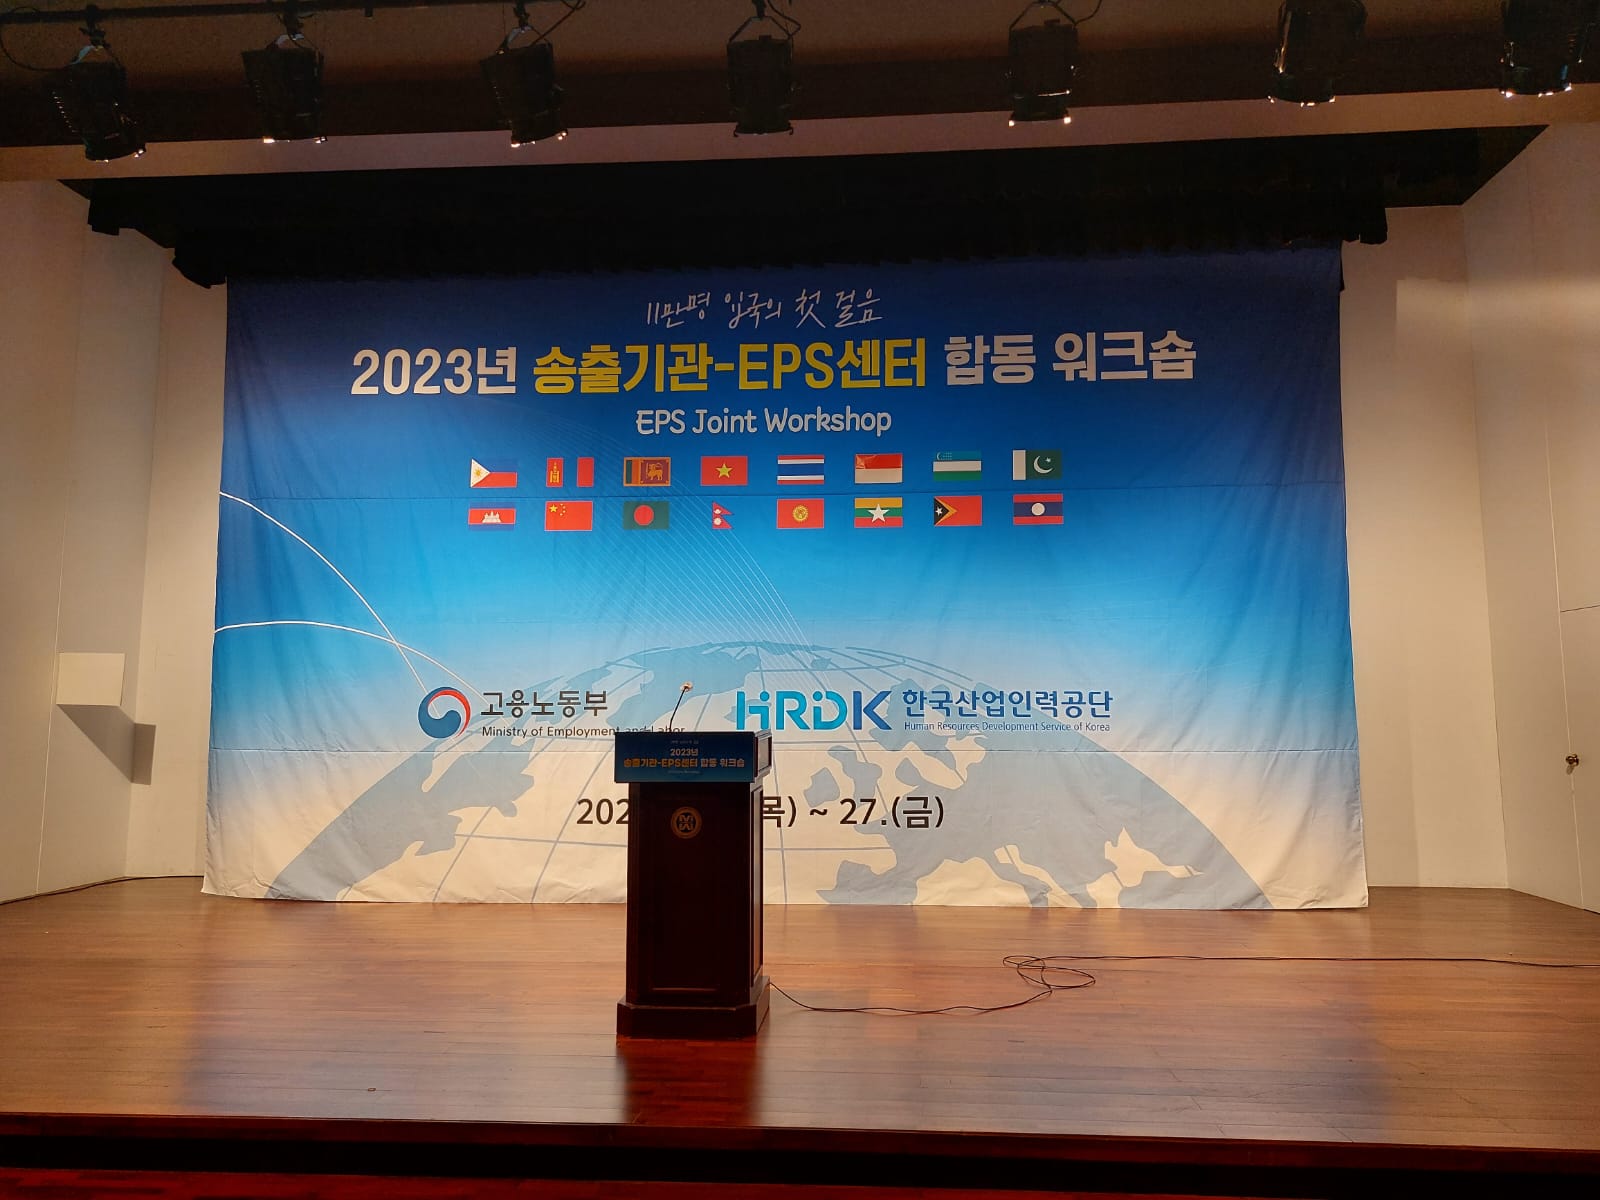 11만명 입국의 첫 걸음
2023년 송출기관-EPS센터 합동 워크숍
EPS Joint Workshop
고용노동부
Ministry of Employment and Labor
HRDK 한국산업인력공단
Human Resources Development Service of Korea
2023년
송출기관-EPS센터 합동 워크숍
202 목) ~ 27.(금)